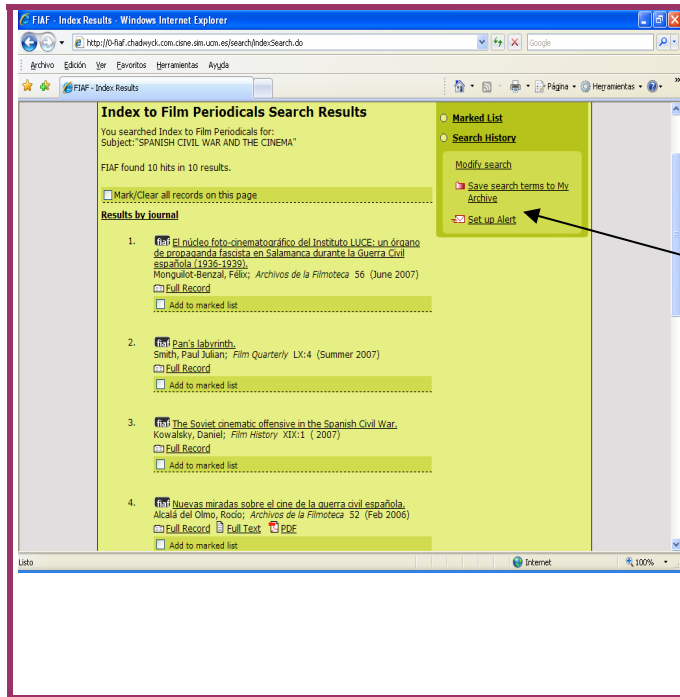 FIAF - Index Results - Windows Internet Explorer
http://0-fiaf.chadwyck.com.cisne.sim.ucm.es/search/indexSearch.do
Google
Archivo Edición Ver Favoritos Herramientas Ayuda
FIAF - Index Results
Página Herramientas
Index to Film Periodicals Search Results
You searched Index to Film Periodicals for:
Subject:"SPANISH CIVIL WAR AND THE CINEMA"
FIAF found 10 hits in 10 results.
Mark/Clear all records on this page
Results by journal
1. fiaf El núcleo foto-cinematográfico del Instituto LUCE: un órgano
de propaganda fascista en Salamanca durante la Guerra Civil
española (1936-1939).
Monguilot-Benzal, Félix; Archivos de la Filmoteca 56 (June 2007)
Full Record
Add to marked list
2. fiaf Pan's labyrinth.
Smith, Paul Julian; Film Quarterly LX:4 (Summer 2007)
Full Record
Add to marked list
3. fiaf The Soviet cinematic offensive in the Spanish Civil War.
Kowalsky, Daniel; Film History XIX:1 ( 2007)
Full Record
Add to marked list
4. fiaf Nuevas miradas sobre el cine de la guerra civil española.
Alcalá del Olmo, Rocío; Archivos de la Filmoteca 52 (Feb 2006)
Full Record Full Text PDF
Add to marked list
Marked List
Search History
Modify search
Save search terms to My
Archive
Set up Alert
Listo
Internet
100%